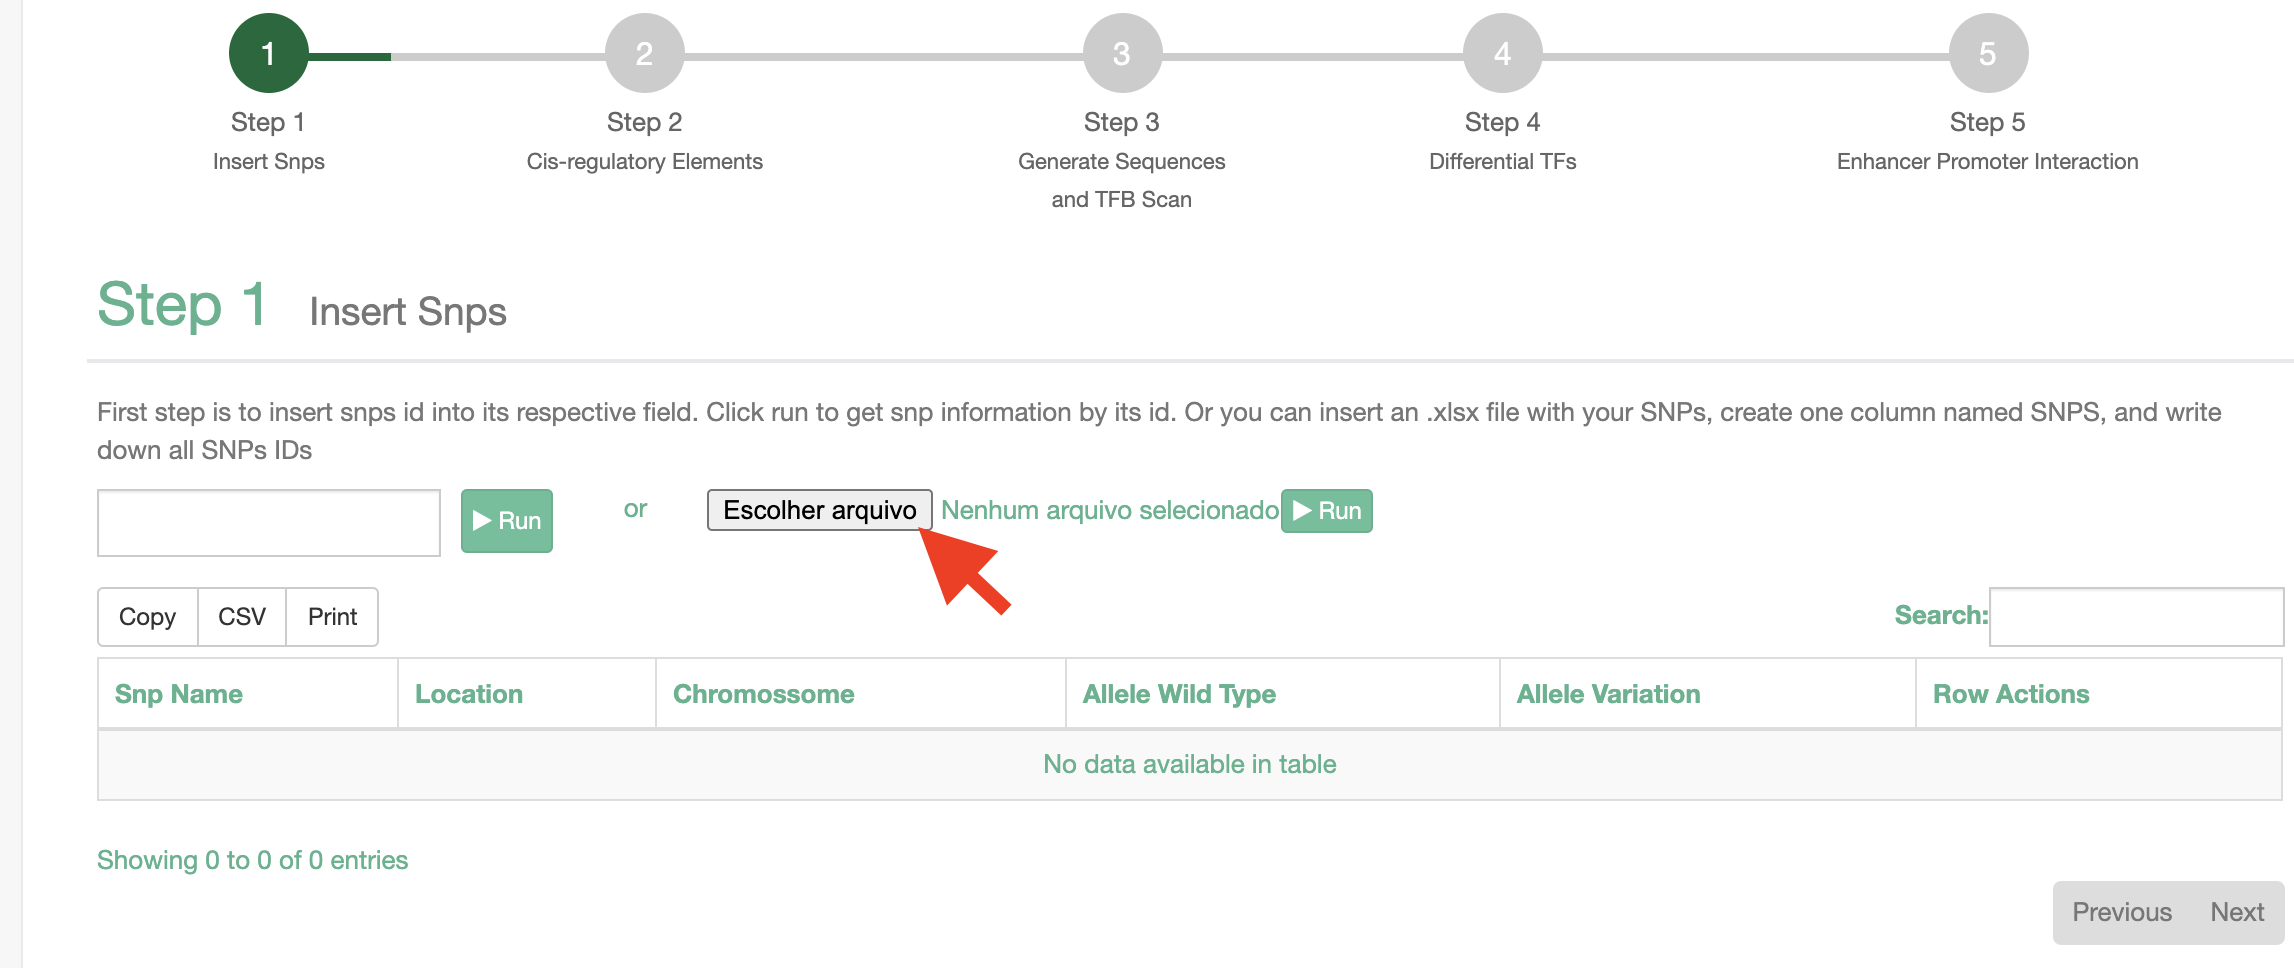 1 2 3 4 5
Step 1 Step 2 Step 3 Step 4 Step 5
Insert Snps Cis-regulatory Elements Generate Sequences Differential TFs Enhancer Promoter Interaction
and TFB Scan
Step 1 Insert Snps
First step is to insert snps id into its respective field. Click run to get snp information by its id. Or you can insert an .xlsx file with your SNPs, create one column named SNPS, and write
down all SNPs IDs
Run or Escolher arquivo Nenhum arquivo selecionado Run
Copy CSV Print Search:
Snp Name Location Chromossome Allele Wild Type Allele Variation Row Actions
No data available in table
Showing 0 to 0 of 0 entries
Previous Next